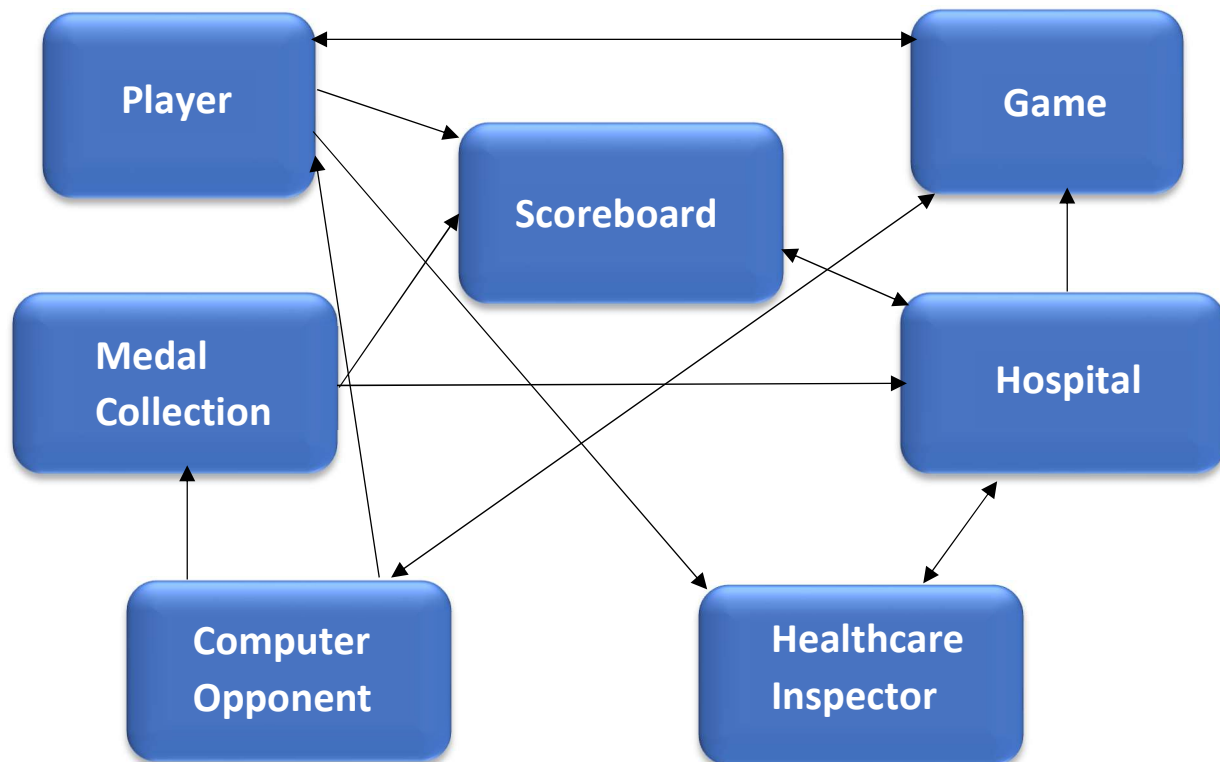 Player
Game
Scoreboard
Medal
Collection
Hospital
Computer
Opponent
Healthcare
Inspector